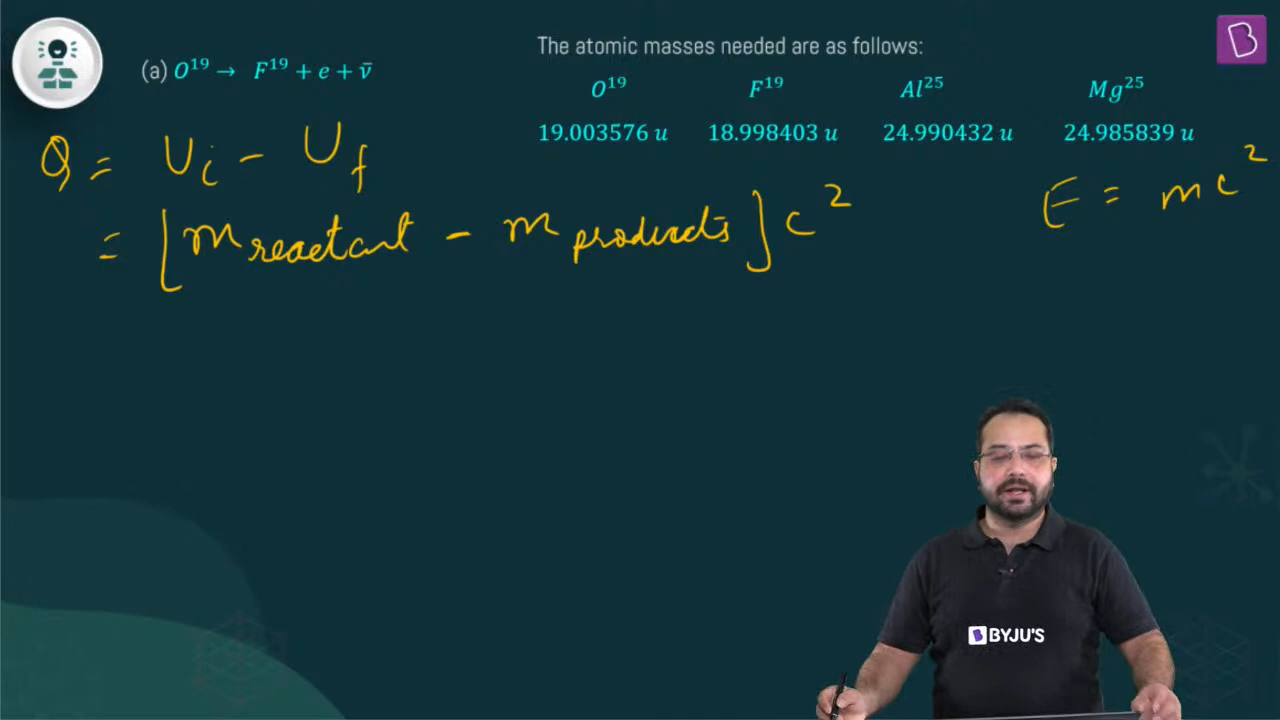 (a) O¹⁹ → F¹⁹ + e + ν̄
The atomic masses needed are as follows:
O¹⁹ F¹⁹ Al²⁵ Mg²⁵
19.003576 u 18.998403 u 24.990432 u 24.985839 u
Q = Uᵢ - U_f
= [m reactant - m products] c²
E = mc²
BYJU'S